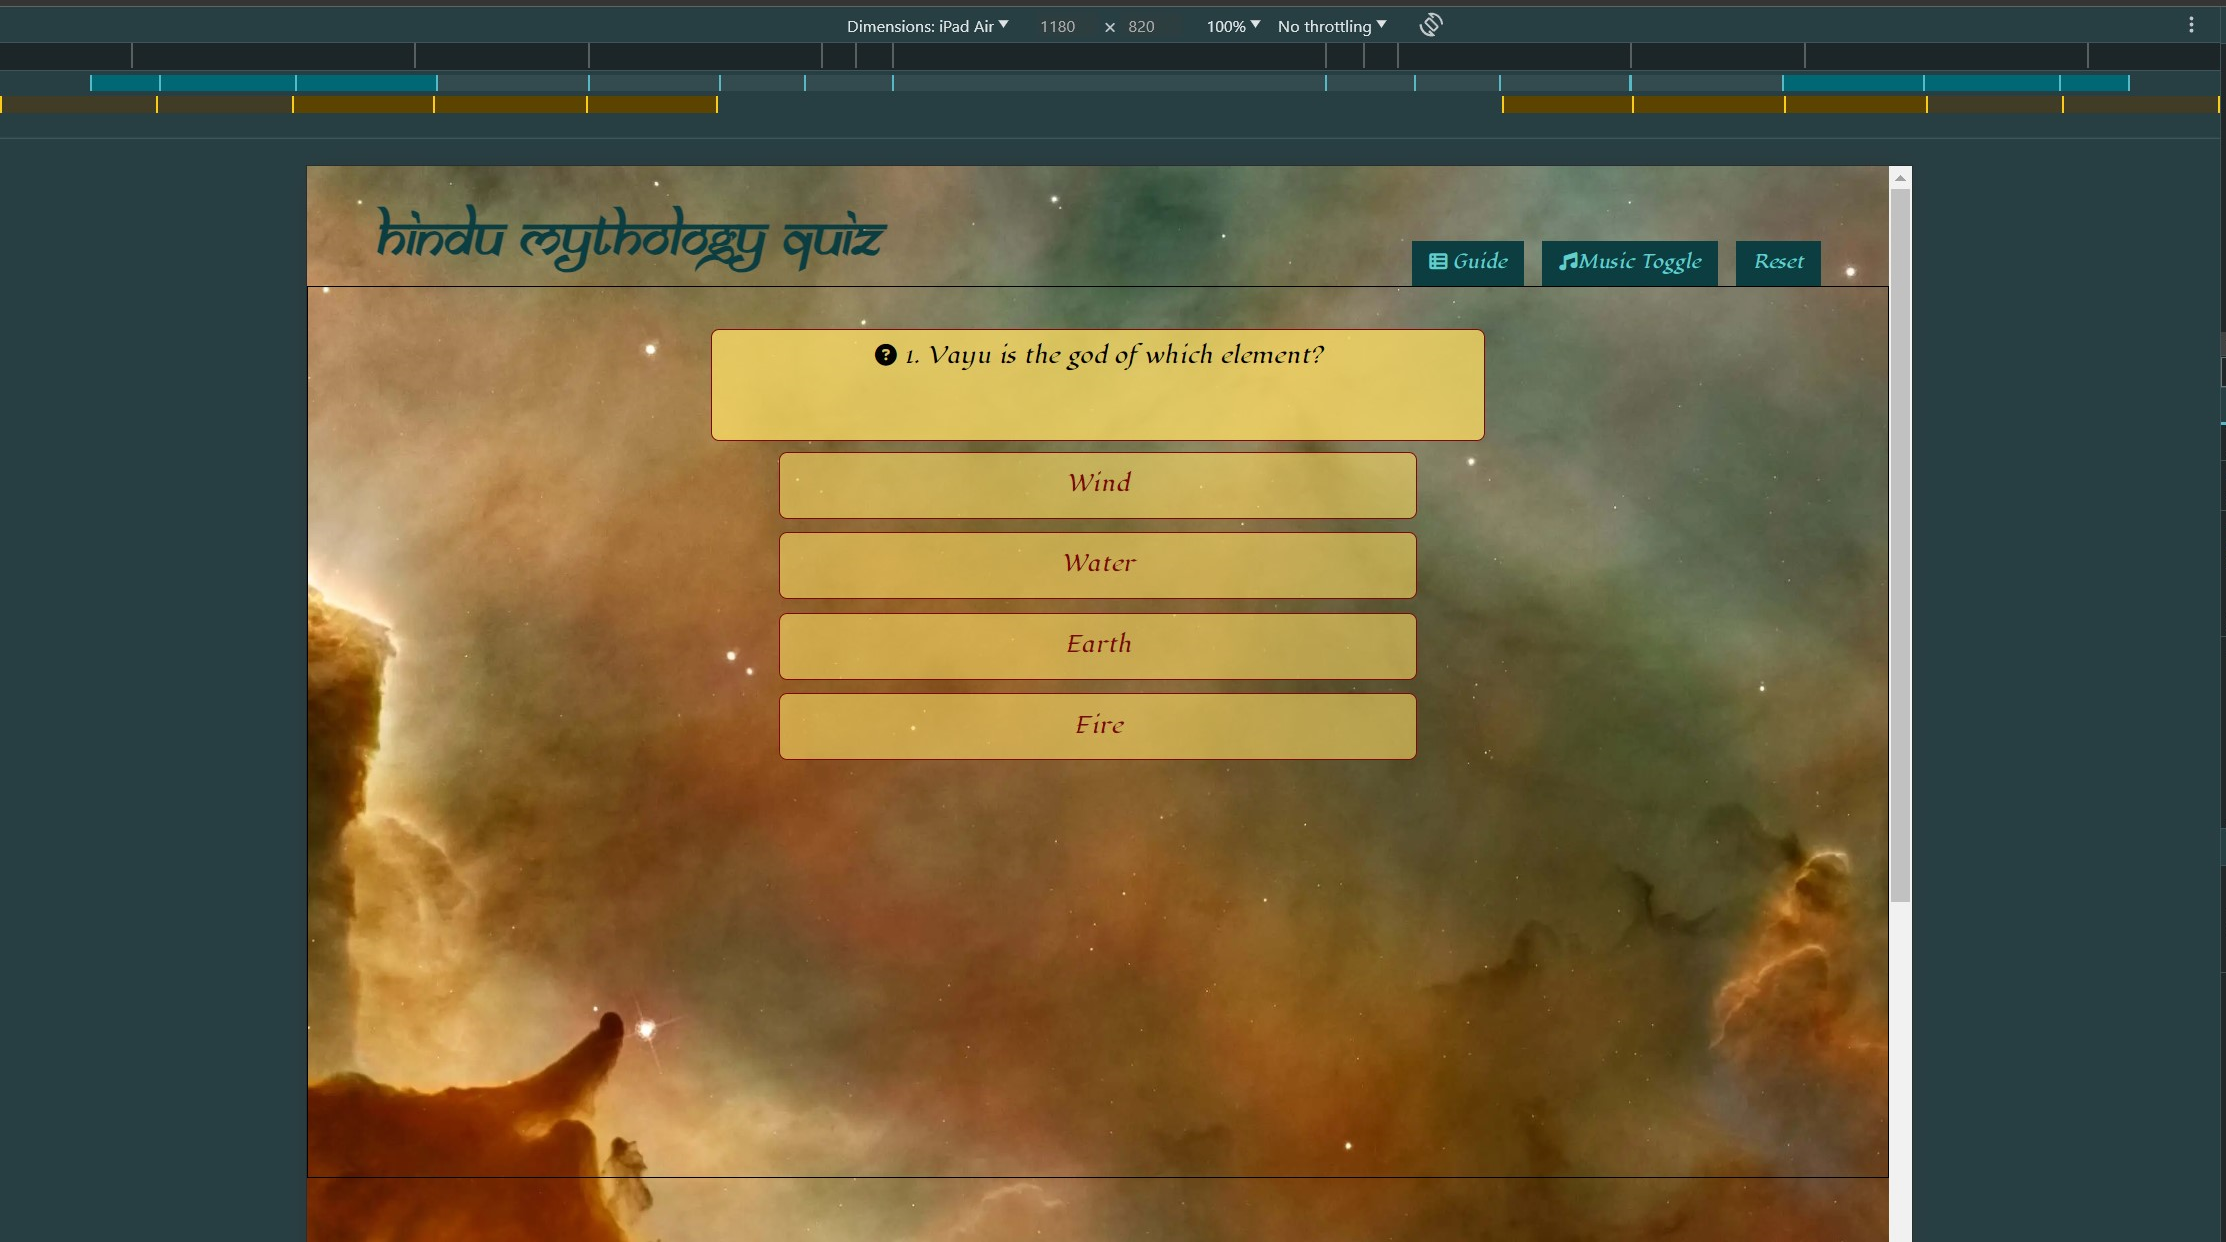 Dimensions: iPad Air 1180 × 820 100% No throttling
Hindu Mythology Quiz
Guide Music Toggle Reset
1. Vayu is the god of which element?
Wind
Water
Earth
Fire